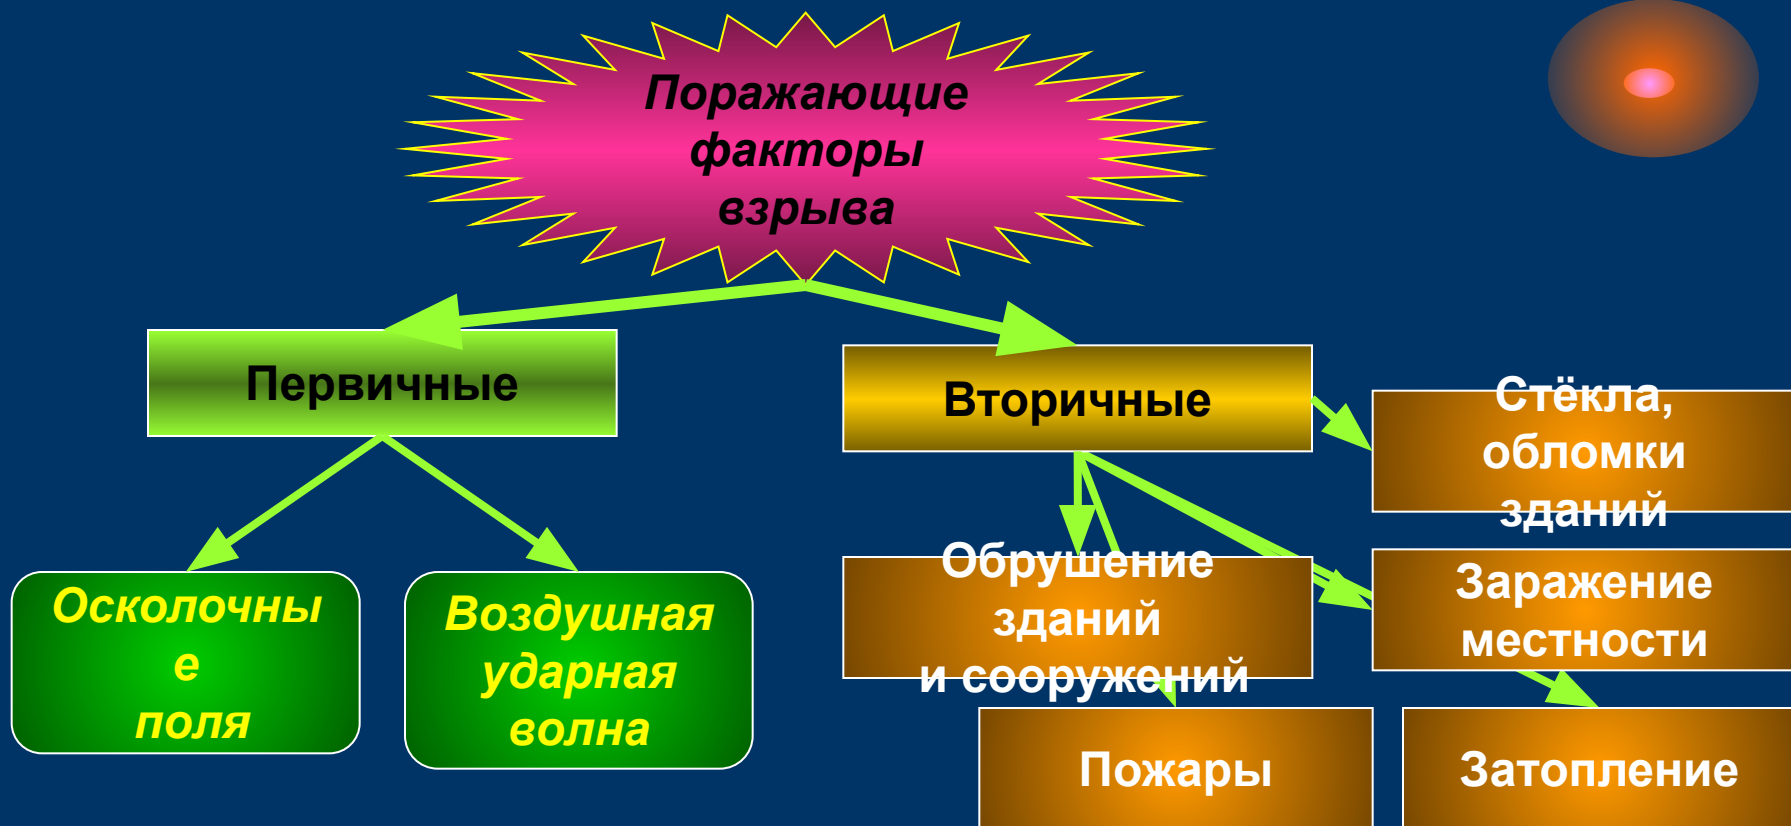 Поражающие
факторы
взрыва
Первичные
Вторичные
Стёкла,
обломки
зданий
Осколочны
е
поля
Воздушная
ударная
волна
Обрушение
зданий
и сооружений
Заражение
местности
Пожары
Затопление